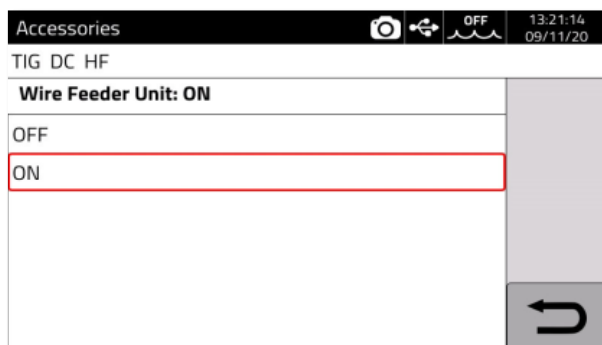 Accessories
OFF
13:21:14
09/11/20
TIG DC HF
Wire Feeder Unit: ON
OFF
ON